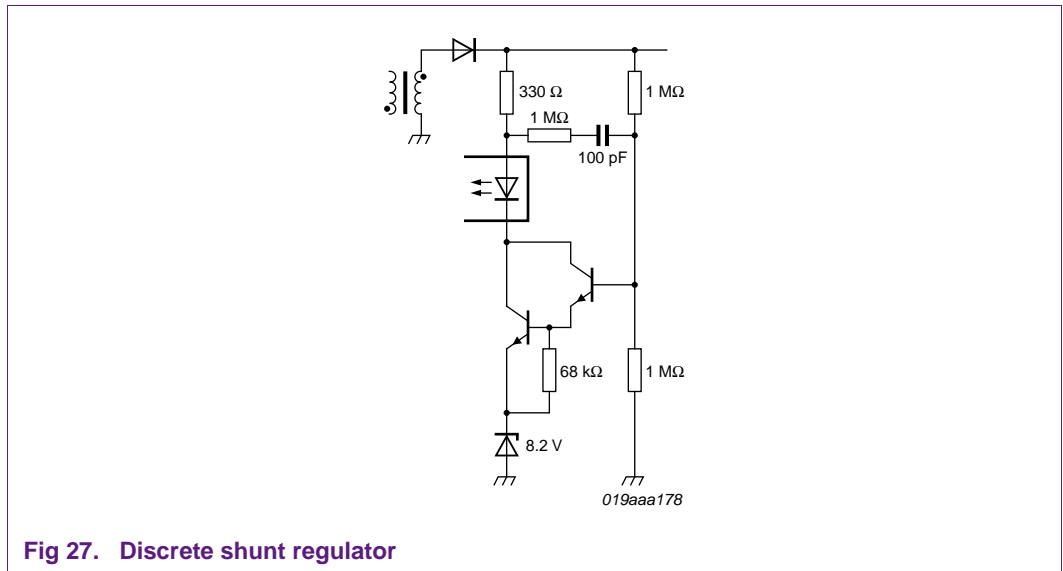 330 Ω
1 MΩ
1 MΩ
100 pF
68 kΩ
1 MΩ
8.2 V
019aaa178
Fig 27. Discrete shunt regulator